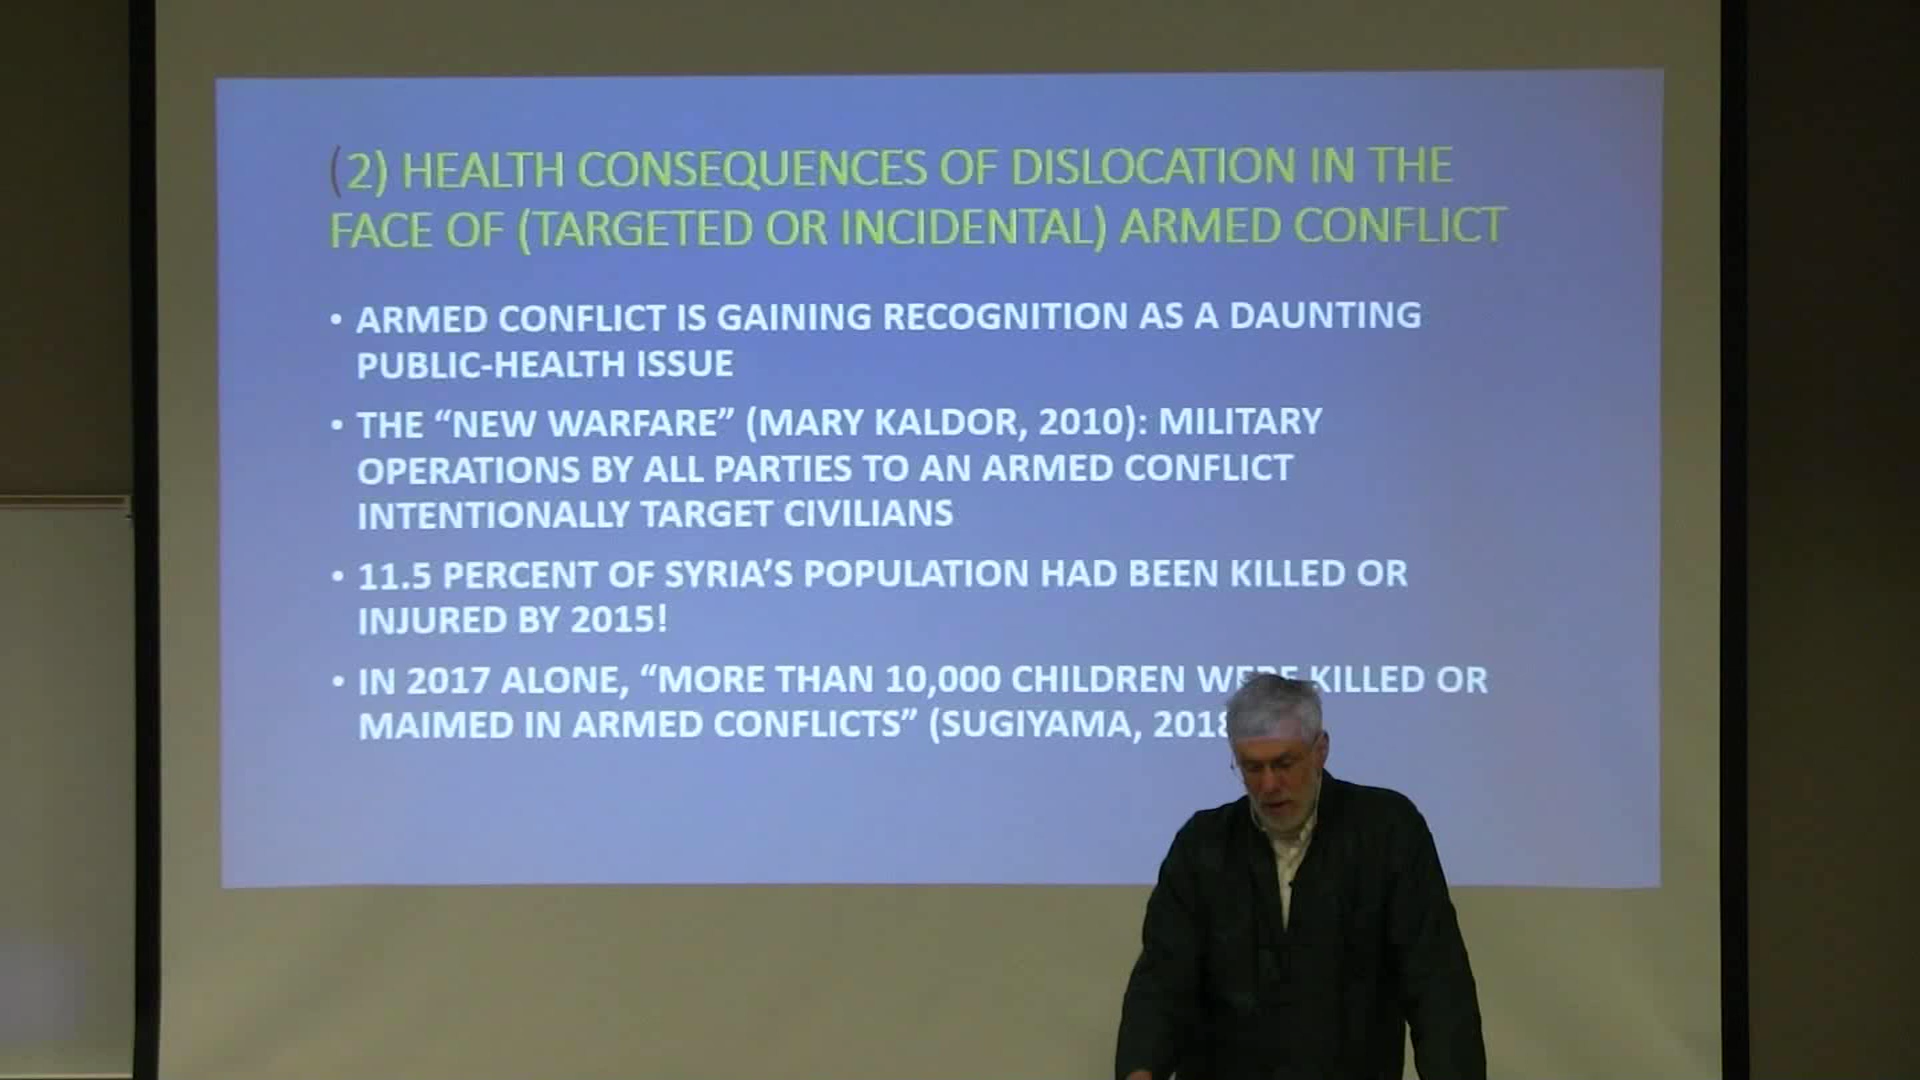 (2) HEALTH CONSEQUENCES OF DISLOCATION IN THE
FACE OF (TARGETED OR INCIDENTAL) ARMED CONFLICT
• ARMED CONFLICT IS GAINING RECOGNITION AS A DAUNTING
PUBLIC-HEALTH ISSUE
• THE “NEW WARFARE” (MARY KALDOR, 2010): MILITARY
OPERATIONS BY ALL PARTIES TO AN ARMED CONFLICT
INTENTIONALLY TARGET CIVILIANS
• 11.5 PERCENT OF SYRIA’S POPULATION HAD BEEN KILLED OR
INJURED BY 2015!
• IN 2017 ALONE, “MORE THAN 10,000 CHILDREN WERE KILLED OR
MAIMED IN ARMED CONFLICTS” (SUGIYAMA, 2018